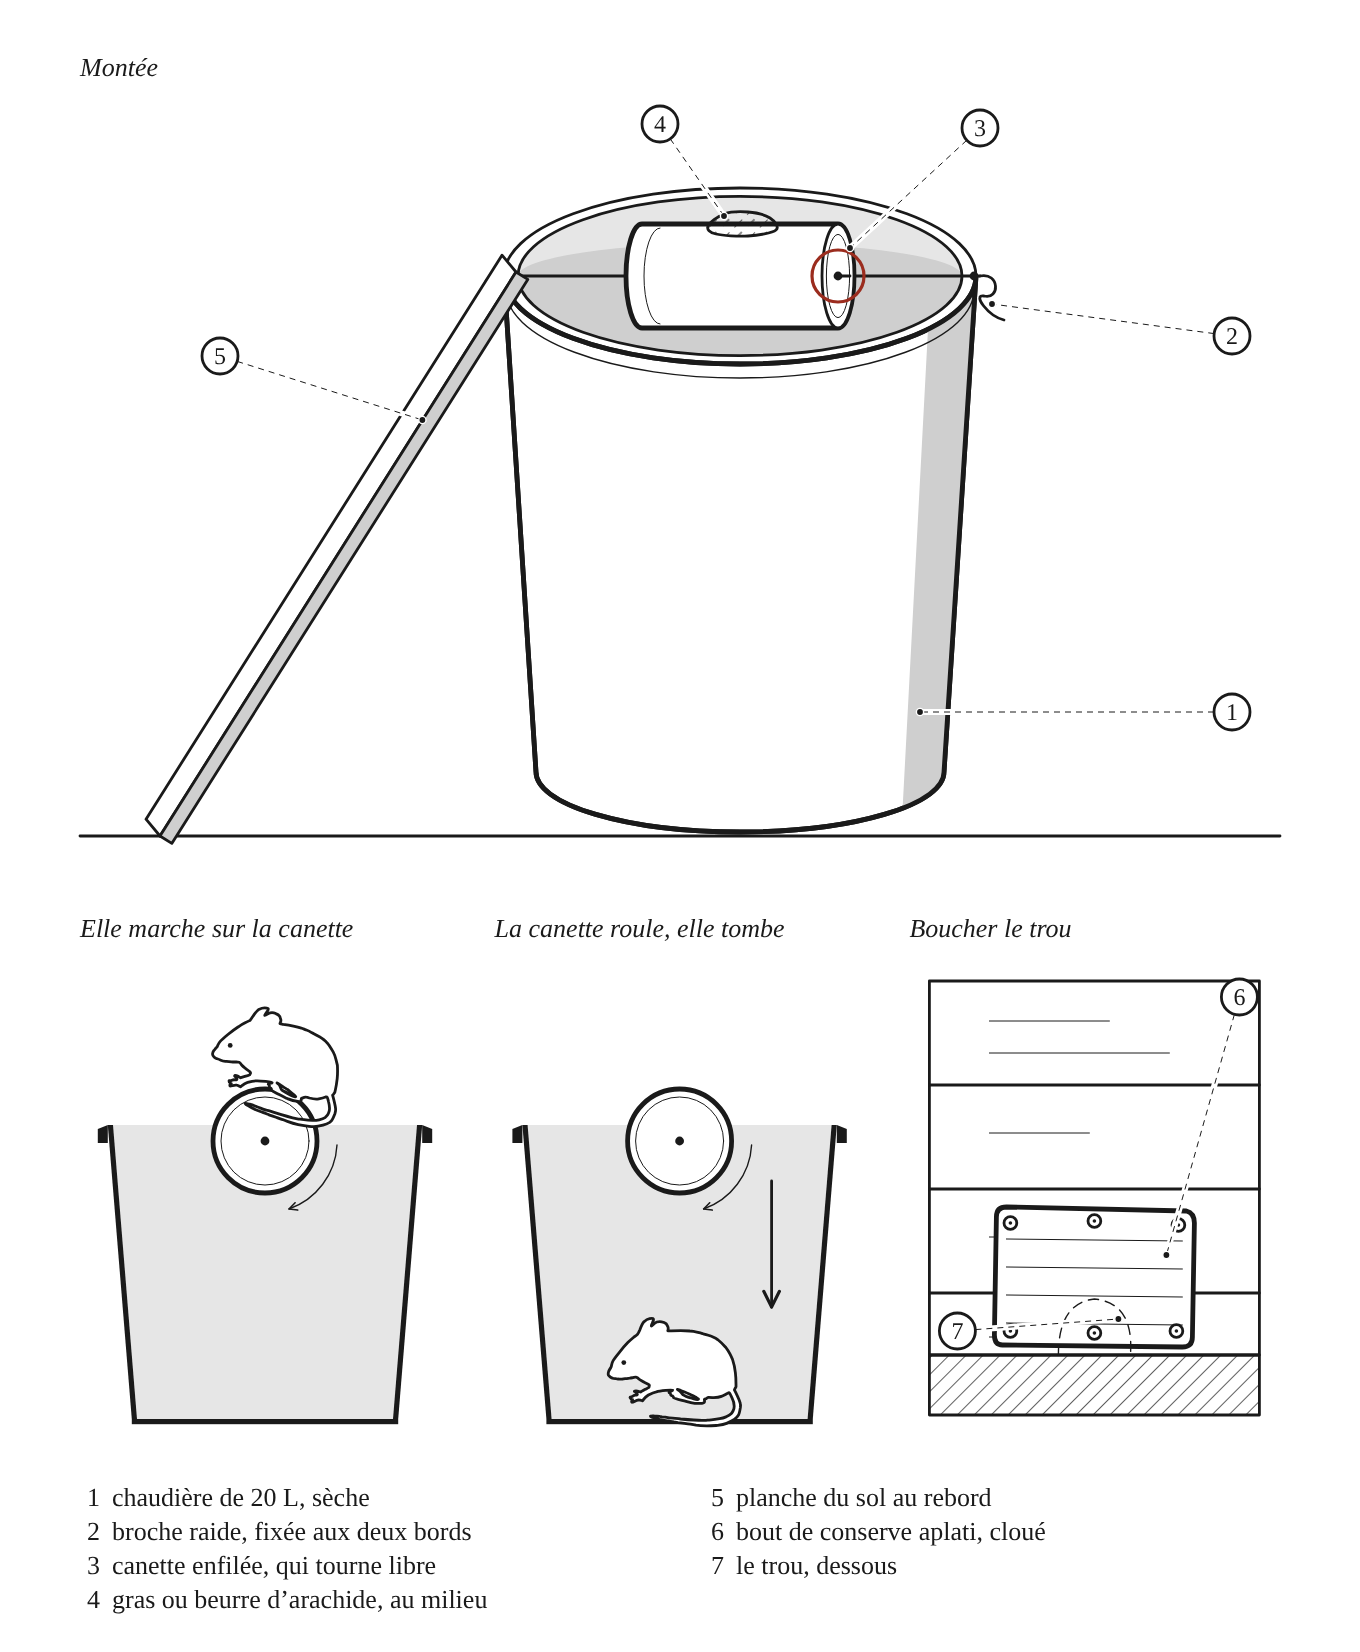 Montée
4
3
2
5
1
Elle marche sur la canette
La canette roule, elle tombe
Boucher le trou
6
7
1 chaudière de 20 L, sèche
2 broche raide, fixée aux deux bords
3 canette enfilée, qui tourne libre
4 gras ou beurre d’arachide, au milieu
5 planche du sol au rebord
6 bout de conserve aplati, cloué
7 le trou, dessous